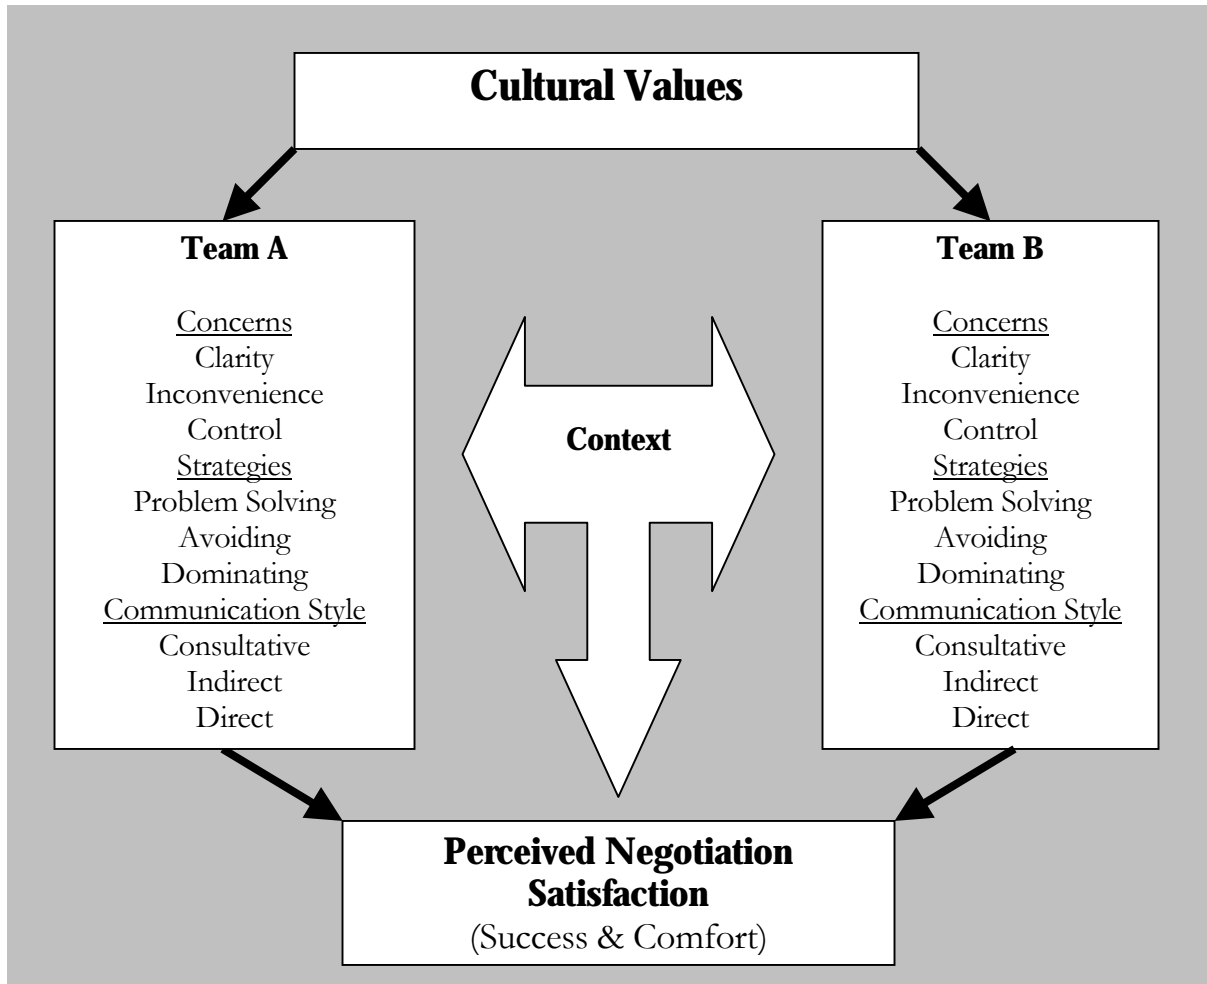 Cultural Values
Team A
Concerns
Clarity
Inconvenience
Control
Strategies
Problem Solving
Avoiding
Dominating
Communication Style
Consultative
Indirect
Direct
Context
Team B
Concerns
Clarity
Inconvenience
Control
Strategies
Problem Solving
Avoiding
Dominating
Communication Style
Consultative
Indirect
Direct
Perceived Negotiation
Satisfaction
(Success & Comfort)